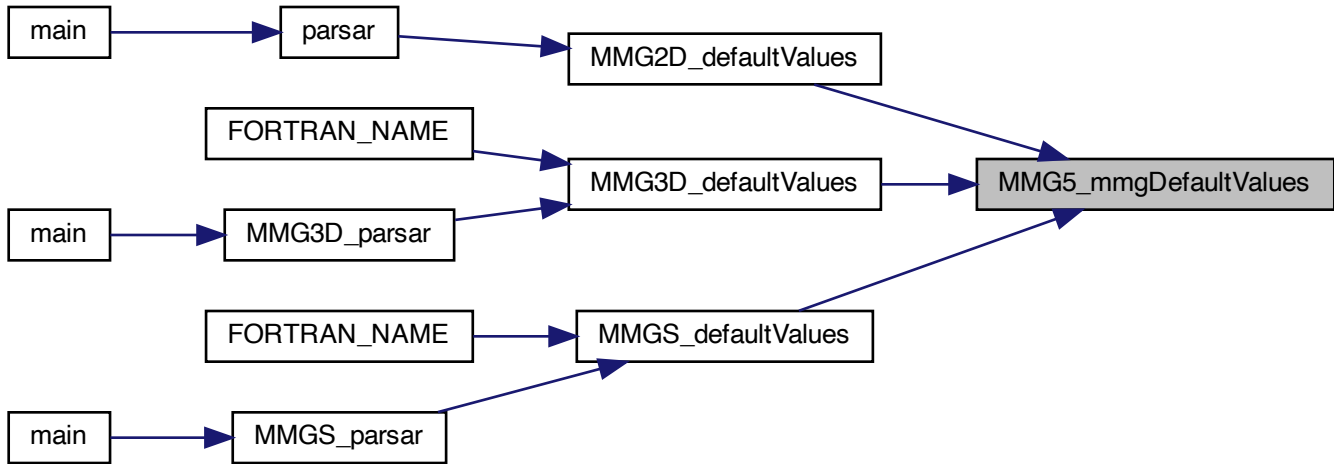 main
parsar
MMG2D_defaultValues
FORTRAN_NAME
MMG3D_defaultValues
MMG5_mmgDefaultValues
main
MMG3D_parsar
FORTRAN_NAME
MMGS_defaultValues
main
MMGS_parsar